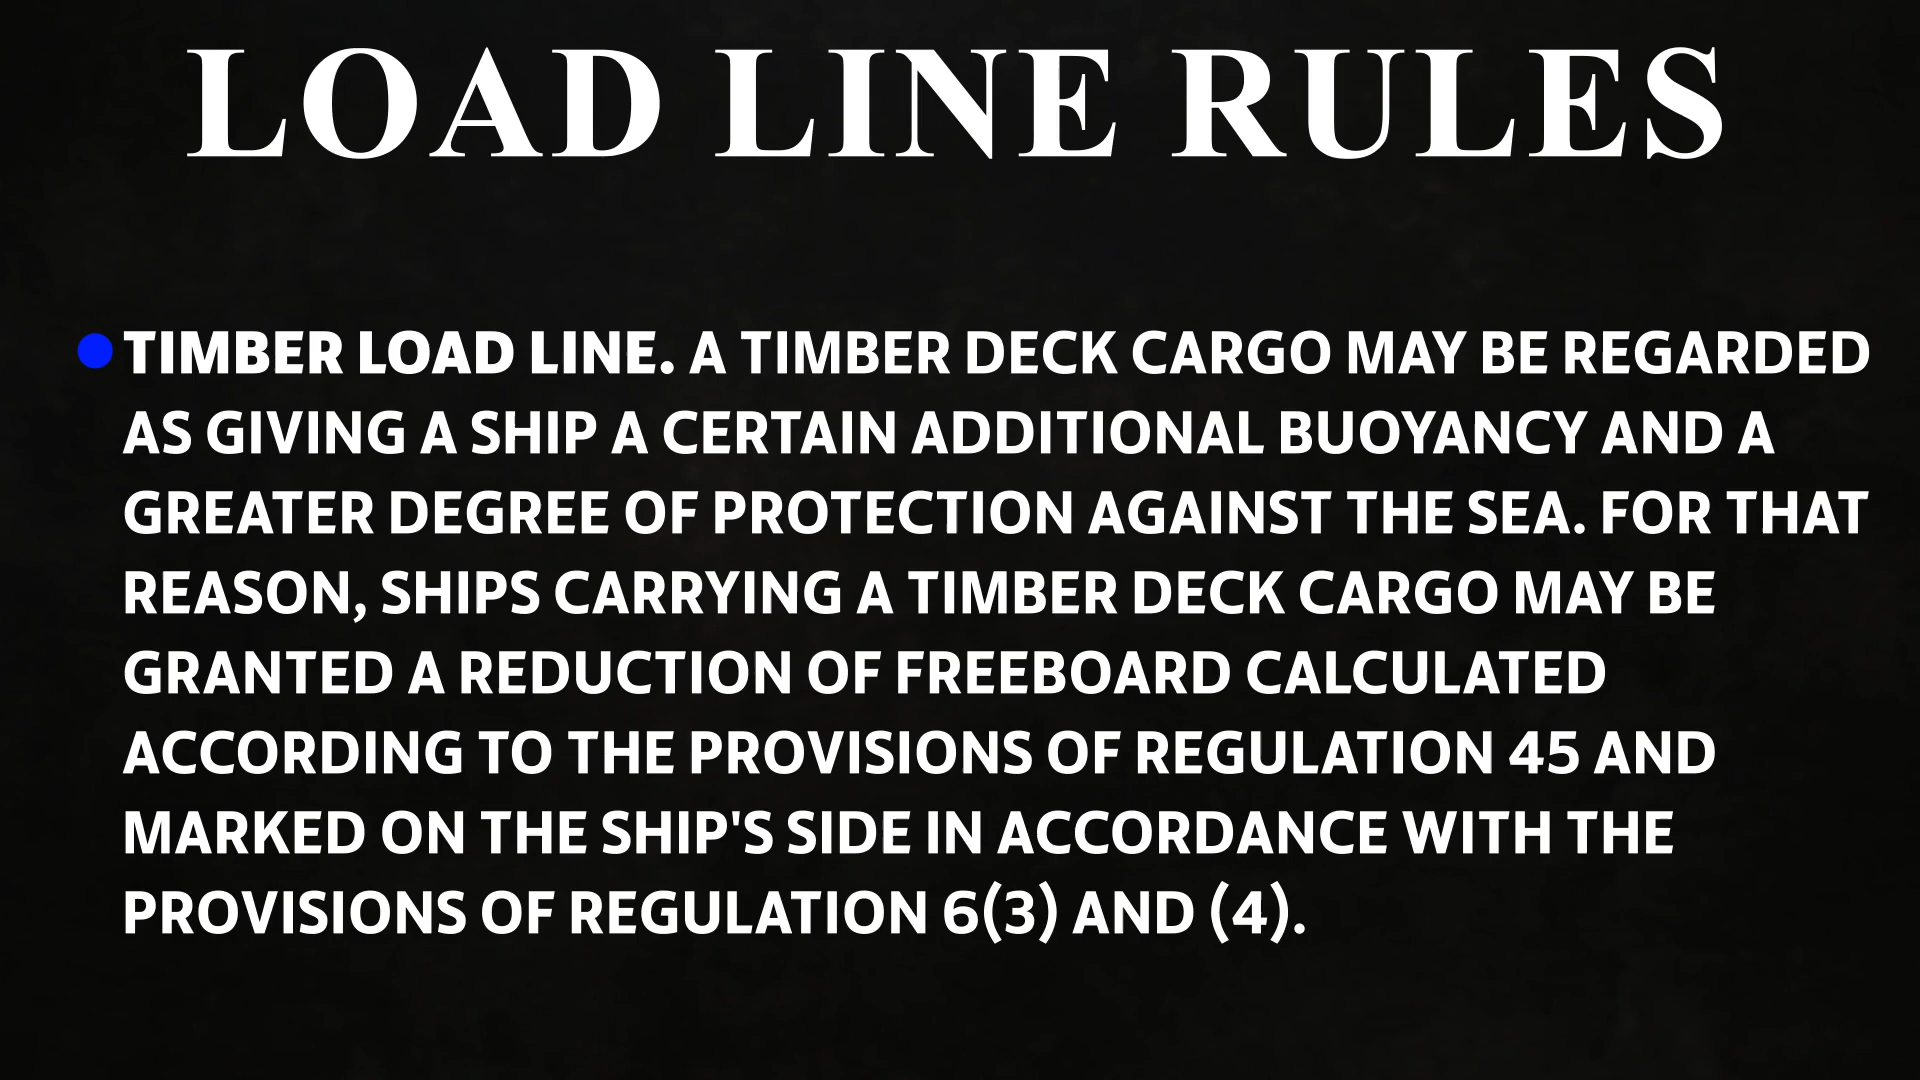 LOAD LINE RULES
TIMBER LOAD LINE. A TIMBER DECK CARGO MAY BE REGARDED
AS GIVING A SHIP A CERTAIN ADDITIONAL BUOYANCY AND A
GREATER DEGREE OF PROTECTION AGAINST THE SEA. FOR THAT
REASON, SHIPS CARRYING A TIMBER DECK CARGO MAY BE
GRANTED A REDUCTION OF FREEBOARD CALCULATED
ACCORDING TO THE PROVISIONS OF REGULATION 45 AND
MARKED ON THE SHIP'S SIDE IN ACCORDANCE WITH THE
PROVISIONS OF REGULATION 6(3) AND (4).